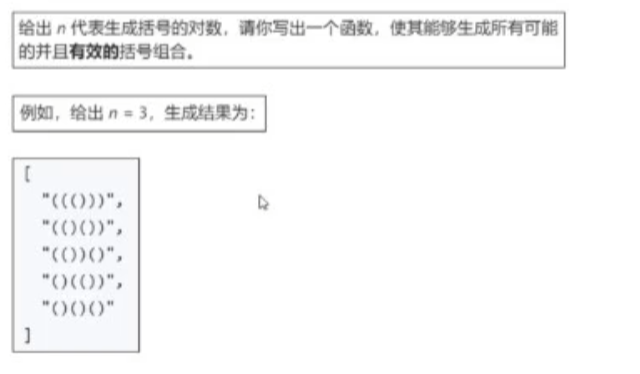 给出 n 代表生成括号的对数，请你写出一个函数，使其能够生成所有可能
的并且有效的括号组合。
例如，给出 n = 3，生成结果为：
[
"((()))",
"(()())",
"(())()",
"()(())",
"()()()"
]